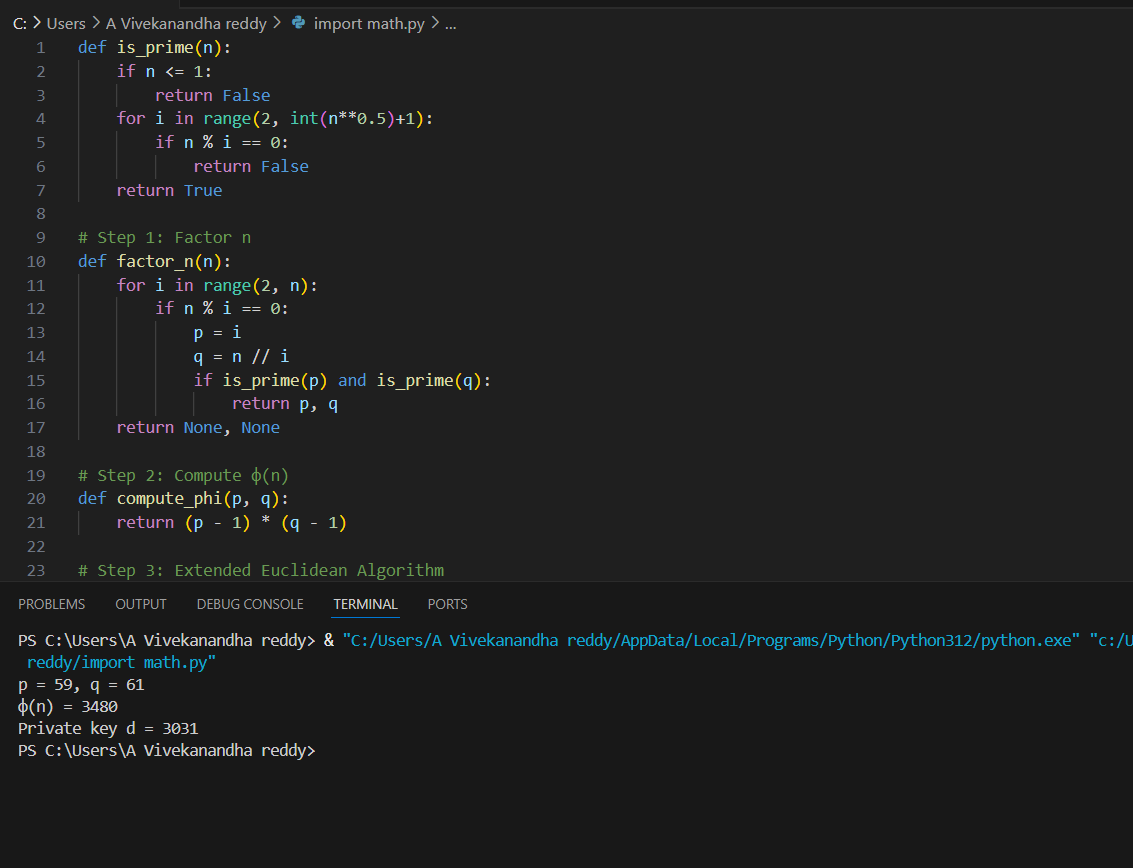 C: > Users > A Vivekanandha reddy > import math.py > ...
1 def is_prime(n):
2     if n <= 1:
3         return False
4     for i in range(2, int(n**0.5)+1):
5         if n % i == 0:
6             return False
7     return True
8
9 # Step 1: Factor n
10 def factor_n(n):
11     for i in range(2, n):
12         if n % i == 0:
13             p = i
14             q = n // i
15             if is_prime(p) and is_prime(q):
16                 return p, q
17     return None, None
18
19 # Step 2: Compute ϕ(n)
20 def compute_phi(p, q):
21     return (p - 1) * (q - 1)
22
23 # Step 3: Extended Euclidean Algorithm
PROBLEMS OUTPUT DEBUG CONSOLE TERMINAL PORTS
PS C:\Users\A Vivekanandha reddy> & "C:/Users/A Vivekanandha reddy/AppData/Local/Programs/Python/Python312/python.exe" "c:/U
reddy/import math.py"
p = 59, q = 61
ϕ(n) = 3480
Private key d = 3031
PS C:\Users\A Vivekanandha reddy>